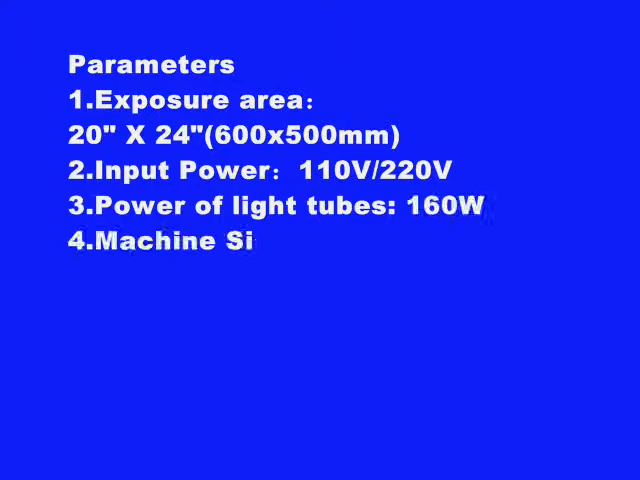 Parameters
1.Exposure area：
20" X 24"(600x500mm)
2.Input Power：110V/220V
3.Power of light tubes: 160W
4.Machine Si